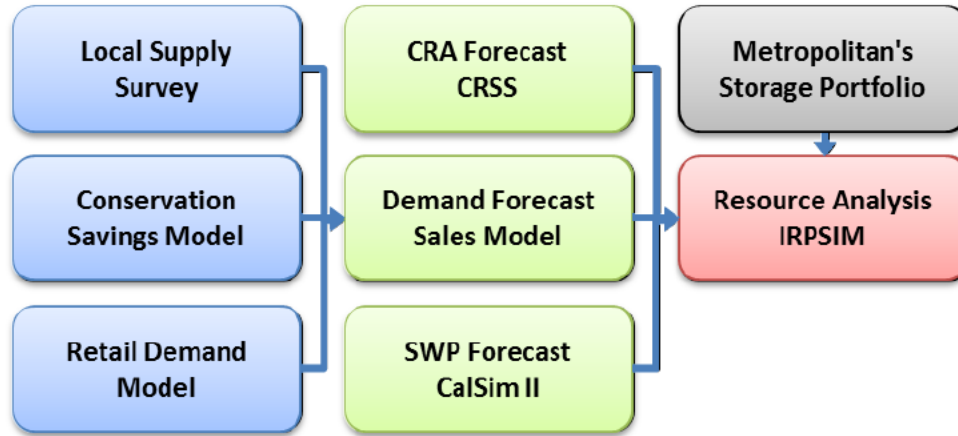 Local Supply
Survey
CRA Forecast
CRSS
Metropolitan's
Storage Portfolio
Conservation
Savings Model
Demand Forecast
Sales Model
Resource Analysis
IRPSIM
Retail Demand
Model
SWP Forecast
CalSim II